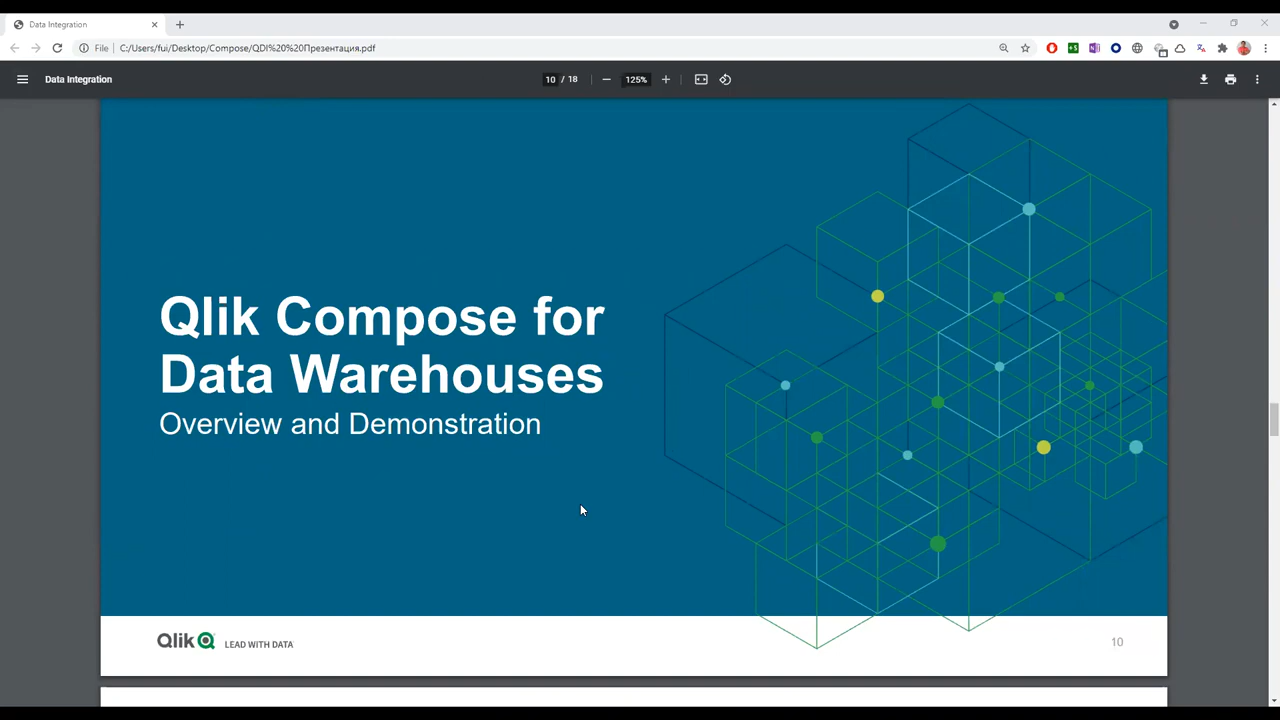 Data Integration
File
C:/Users/fui/Desktop/Compose/QDI%20%20Презентация.pdf
Data Integration
10 / 18
125%
Qlik Compose for
Data Warehouses
Overview and Demonstration
Qlik
LEAD WITH DATA
10